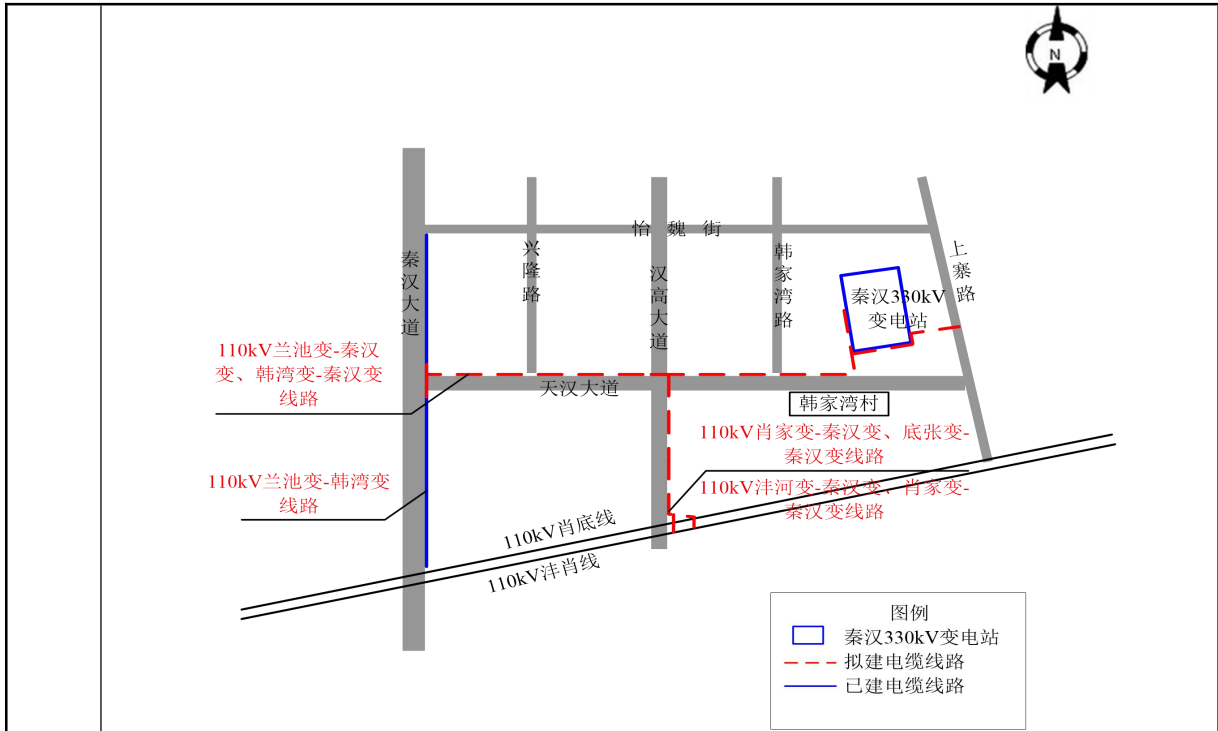 N
怡魏街
秦汉大道
兴隆路
汉高大道
韩家湾路
上寨路
秦汉330kV
变电站
110kV兰池变-秦汉
变、韩湾变-秦汉变
线路
天汉大道
韩家湾村
110kV肖家变-秦汉变、底张变-
秦汉变线路
110kV兰池变-韩湾变
线路
110kV沣河变-秦汉变、肖家变-
秦汉变线路
110kV肖底线
110kV沣肖线
图例
秦汉330kV变电站
拟建电缆线路
已建电缆线路